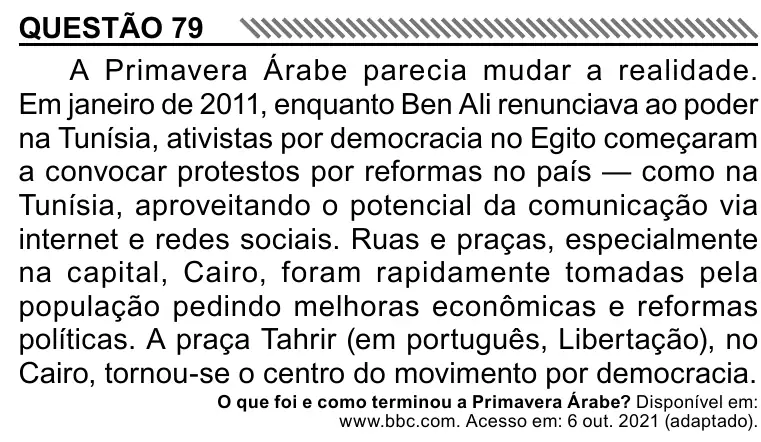 QUESTÃO 79
A Primavera Árabe parecia mudar a realidade.
Em janeiro de 2011, enquanto Ben Ali renunciava ao poder
na Tunísia, ativistas por democracia no Egito começaram
a convocar protestos por reformas no país — como na
Tunísia, aproveitando o potencial da comunicação via
internet e redes sociais. Ruas e praças, especialmente
na capital, Cairo, foram rapidamente tomadas pela
população pedindo melhoras econômicas e reformas
políticas. A praça Tahrir (em português, Libertação), no
Cairo, tornou-se o centro do movimento por democracia.
O que foi e como terminou a Primavera Árabe? Disponível em:
www.bbc.com. Acesso em: 6 out. 2021 (adaptado).